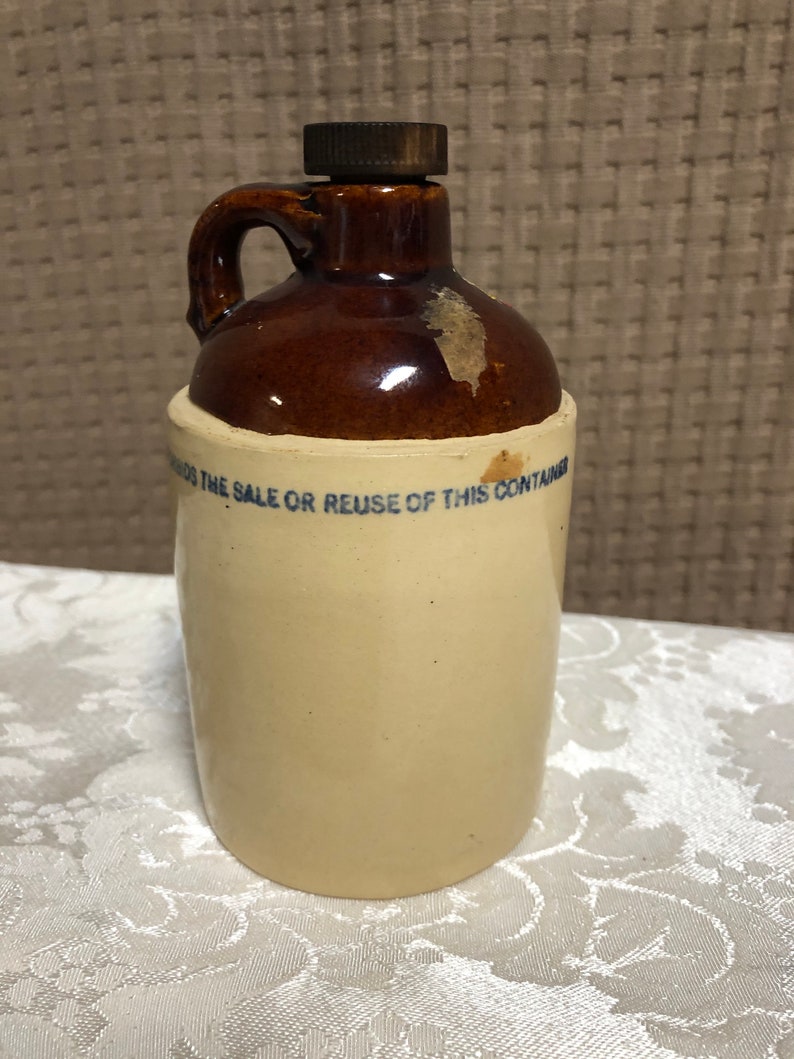 THE SALE OR REUSE OF THIS CONTAINER